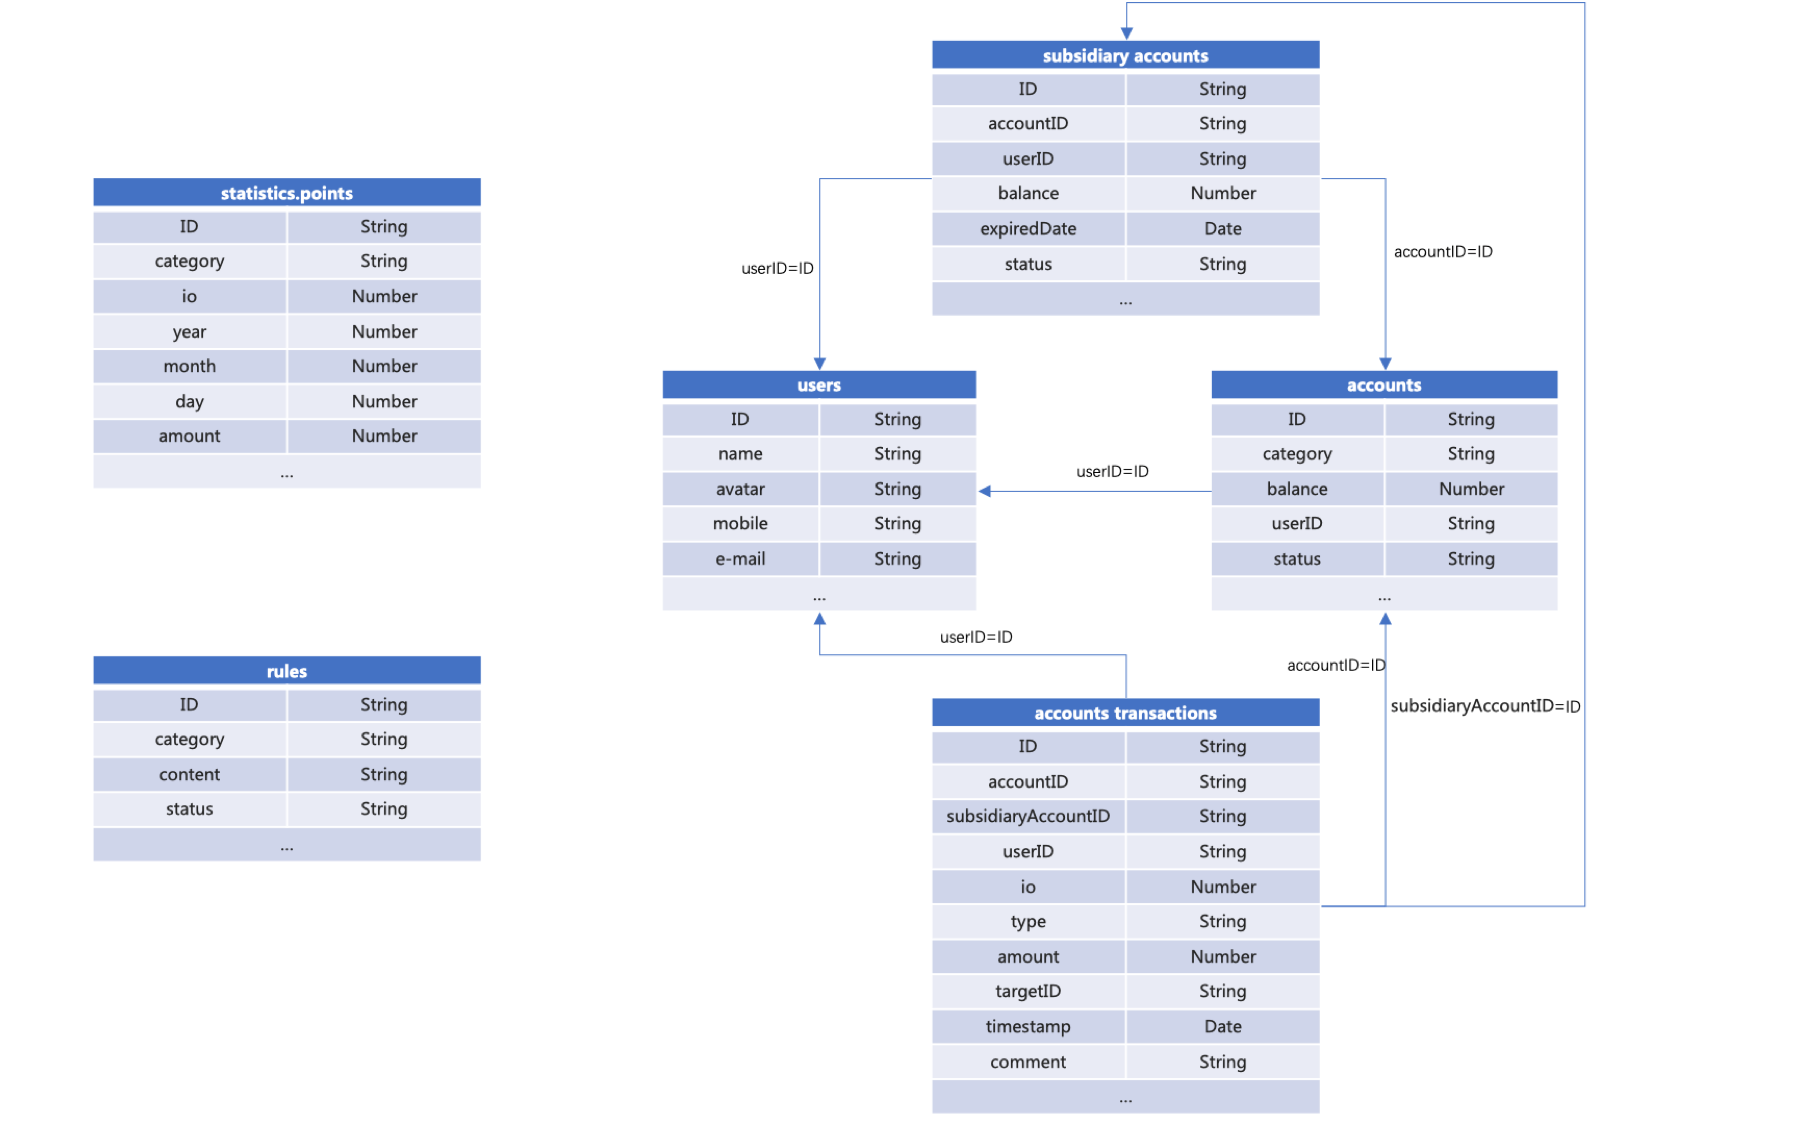 subsidiary accounts
ID String
accountID String
userID String
balance Number
expiredDate Date
status String
...
statistics.points
ID String
category String
io Number
year Number
month Number
day Number
amount Number
...
userID=ID
accountID=ID
users
ID String
name String
avatar String
mobile String
e-mail String
...
userID=ID
accounts
ID String
category String
balance Number
userID String
status String
...
userID=ID
accountID=ID
subsidiaryAccountID=ID
rules
ID String
category String
content String
status String
...
accounts transactions
ID String
accountID String
subsidiaryAccountID String
userID String
io Number
type String
amount Number
targetID String
timestamp Date
comment String
...